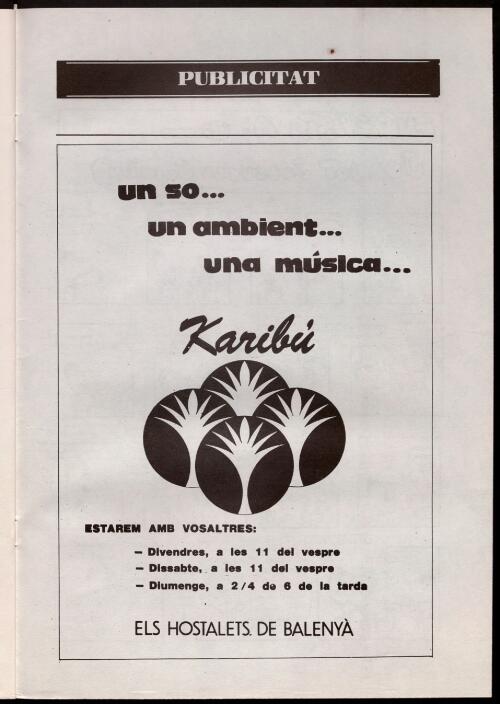 PUBLICITAT
un so...
un ambient...
una música...
Karibú
ESTAREM AMB VOSALTRES:
– Divendres, a les 11 del vespre
– Dissabte, a les 11 del vespre
– Diumenge, a 2/4 de 6 de la tarda
ELS HOSTALETS. DE BALENYÀ